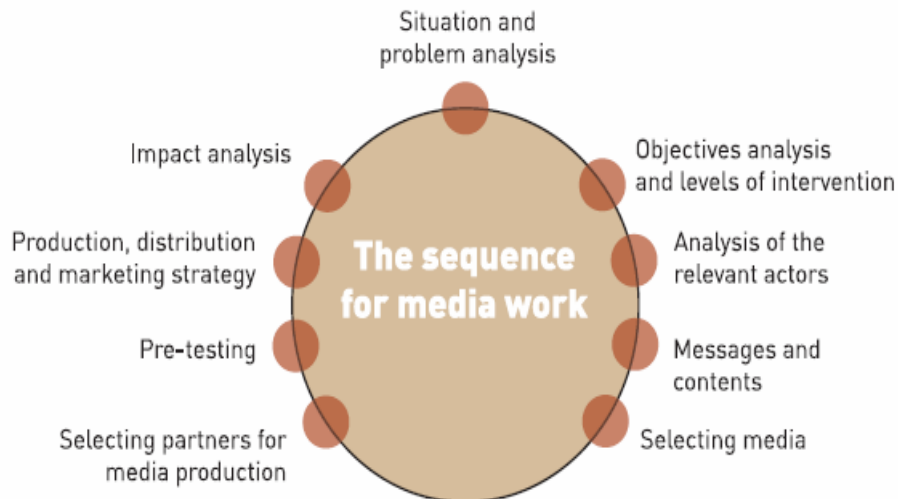 Situation and
problem analysis
Objectives analysis
and levels of intervention
Analysis of the
relevant actors
Messages and
contents
Selecting media
Selecting partners for
media production
Pre-testing
Production, distribution
and marketing strategy
Impact analysis
The sequence
for media work